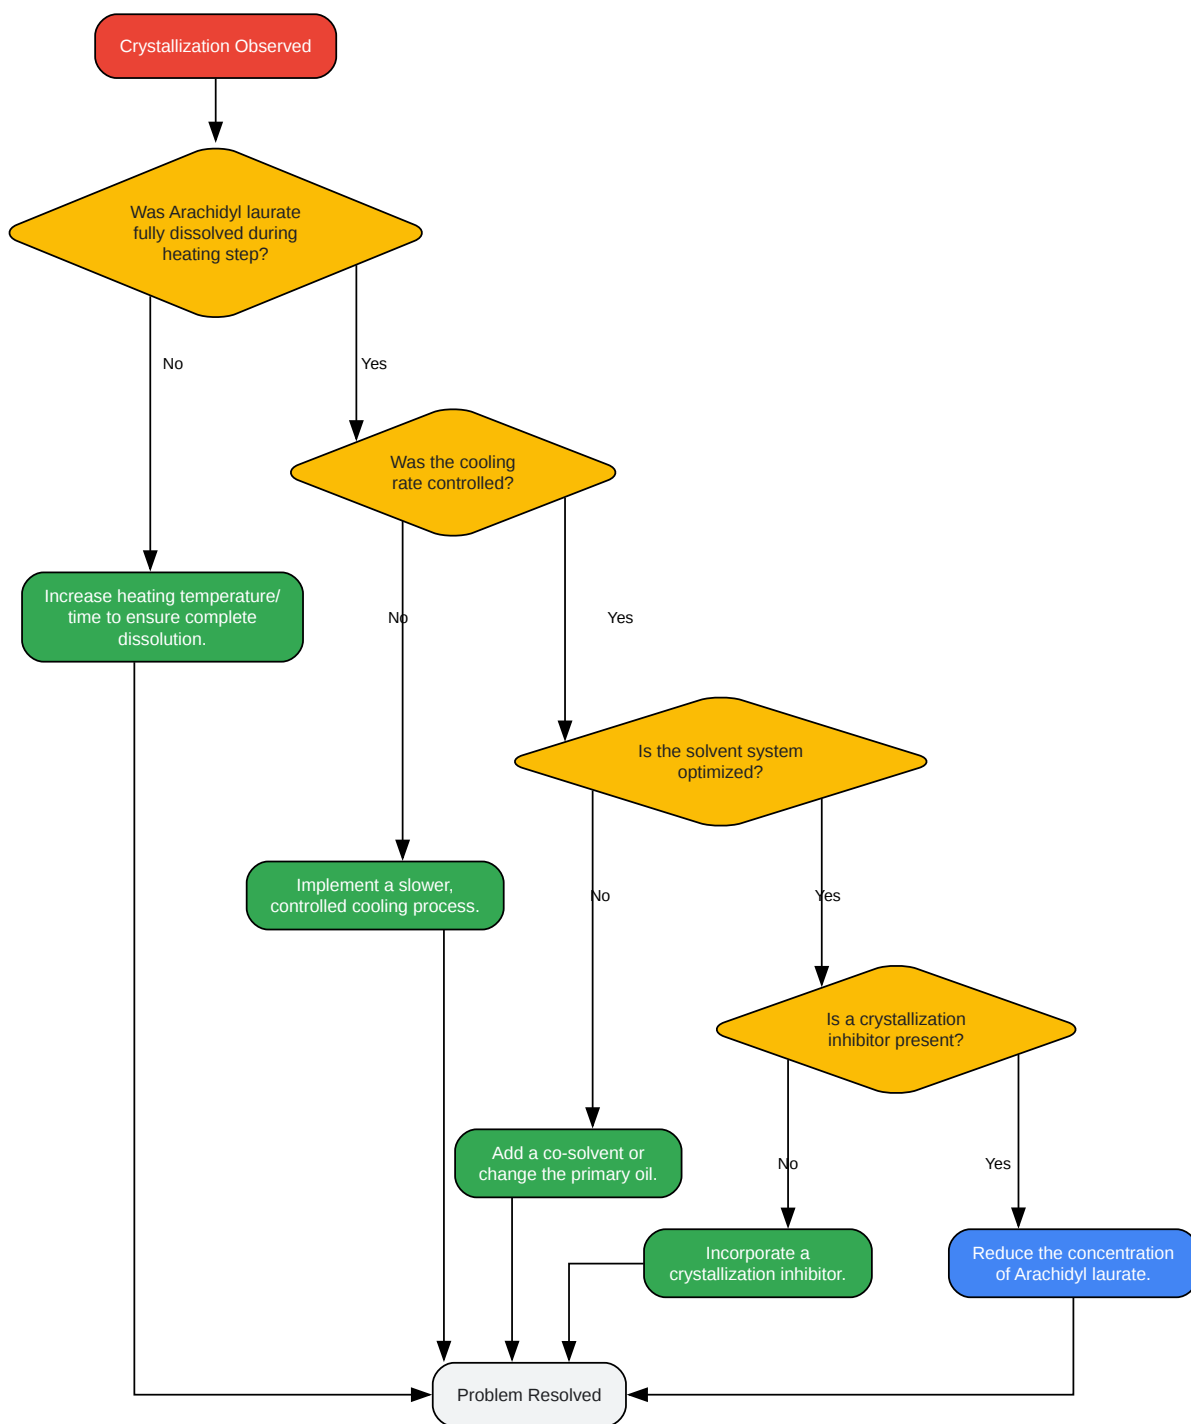 Crystallization Observed
Was Arachidyl laurate
fully dissolved during
heating step?
No
Yes
Was the cooling
rate controlled?
Increase heating temperature/
time to ensure complete
dissolution.
No
Yes
Is the solvent system
optimized?
Implement a slower,
controlled cooling process.
No
Yes
Is a crystallization
inhibitor present?
Add a co-solvent or
change the primary oil.
No
Yes
Incorporate a
crystallization inhibitor.
Reduce the concentration
of Arachidyl laurate.
Problem Resolved